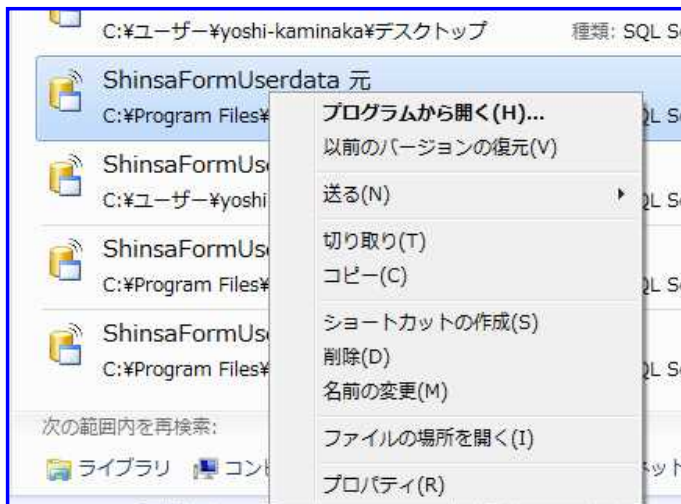 C:¥ユーザー¥yoshi-kaminaka¥デスクトップ 種類: SQL S
ShinsaFormUserdata 元
C:¥Program Files¥
ShinsaFormUs
C:¥ユーザー¥yoshi
ShinsaFormUs
C:¥Program Files¥
ShinsaFormUs
C:¥Program Files¥
次の範囲内を再検索:
ライブラリ コンピ
プログラムから開く(H)...
以前のバージョンの復元(V)
送る(N)
切り取り(T)
コピー(C)
ショートカットの作成(S)
削除(D)
名前の変更(M)
ファイルの場所を開く(I)
プロパティ(R)